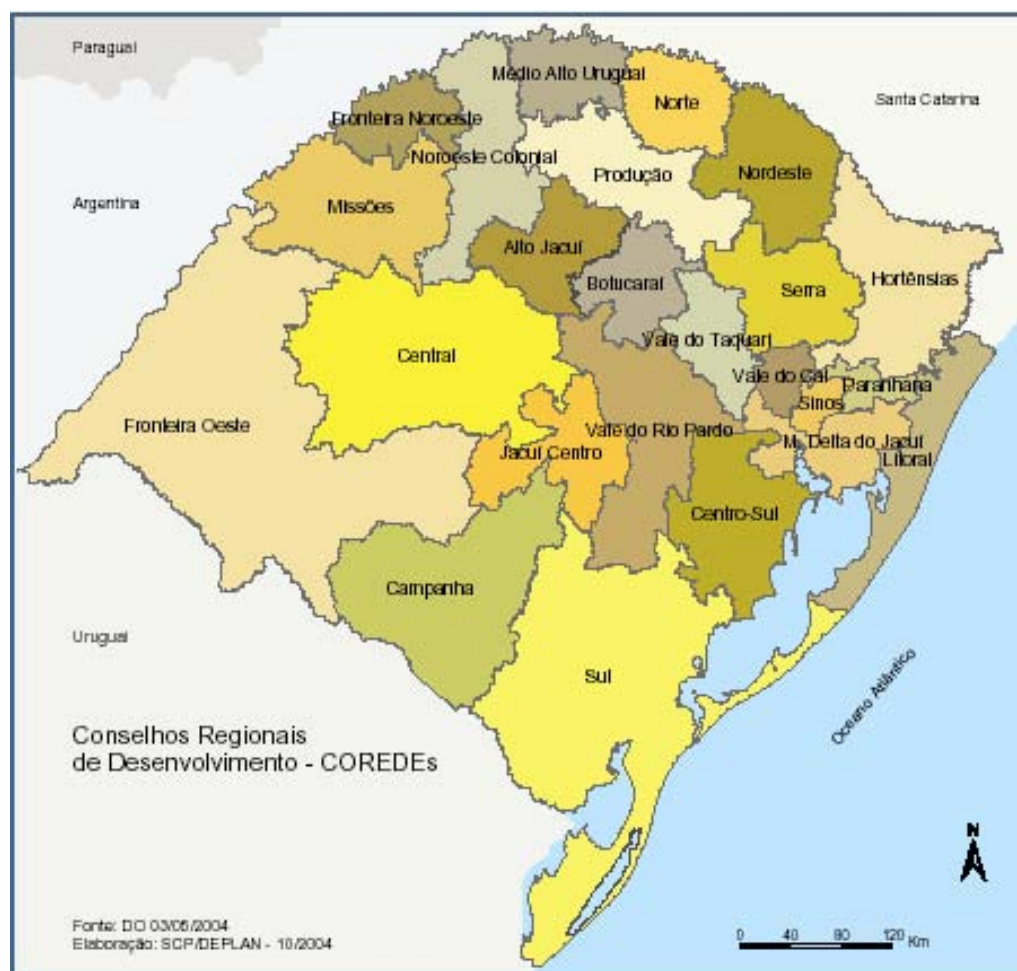 Paraguai
Médio Alto Uruguai
Norte
Santa Catarina
Fronteira Noroeste
Noroeste Colonial
Produção
Nordeste
Argentina
Missões
Alto Jacuí
Botucaraí
Serra
Hortênsias
Central
Vale do Taquari
Vale do Caí
Paranhana
Sinos
Fronteira Oeste
Jacuí Centro
Vale do Rio Pardo
M. Delta do Jacuí
Litoral
Centro-Sul
Campanha
Uruguai
Sul
Oceano Atlântico
Conselhos Regionais
de Desenvolvimento - COREDEs
N
Fonte: DO 03/05/2004
Elaboração: SCP/DEPLAN - 10/2004
0 40 80 120 Km